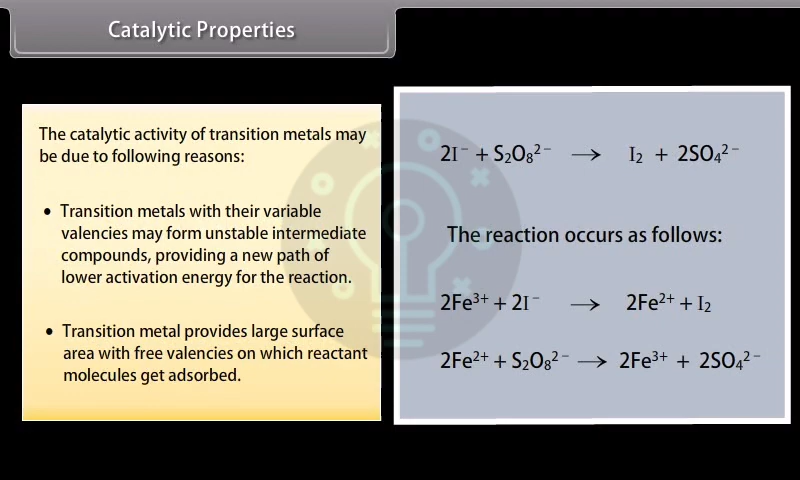 Catalytic Properties
The catalytic activity of transition metals may
be due to following reasons:
• Transition metals with their variable
valencies may form unstable intermediate
compounds, providing a new path of
lower activation energy for the reaction.
• Transition metal provides large surface
area with free valencies on which reactant
molecules get adsorbed.
2I⁻ + S₂O₈²⁻ → I₂ + 2SO₄²⁻
The reaction occurs as follows:
2Fe³⁺ + 2I⁻ → 2Fe²⁺ + I₂
2Fe²⁺ + S₂O₈²⁻ → 2Fe³⁺ + 2SO₄²⁻